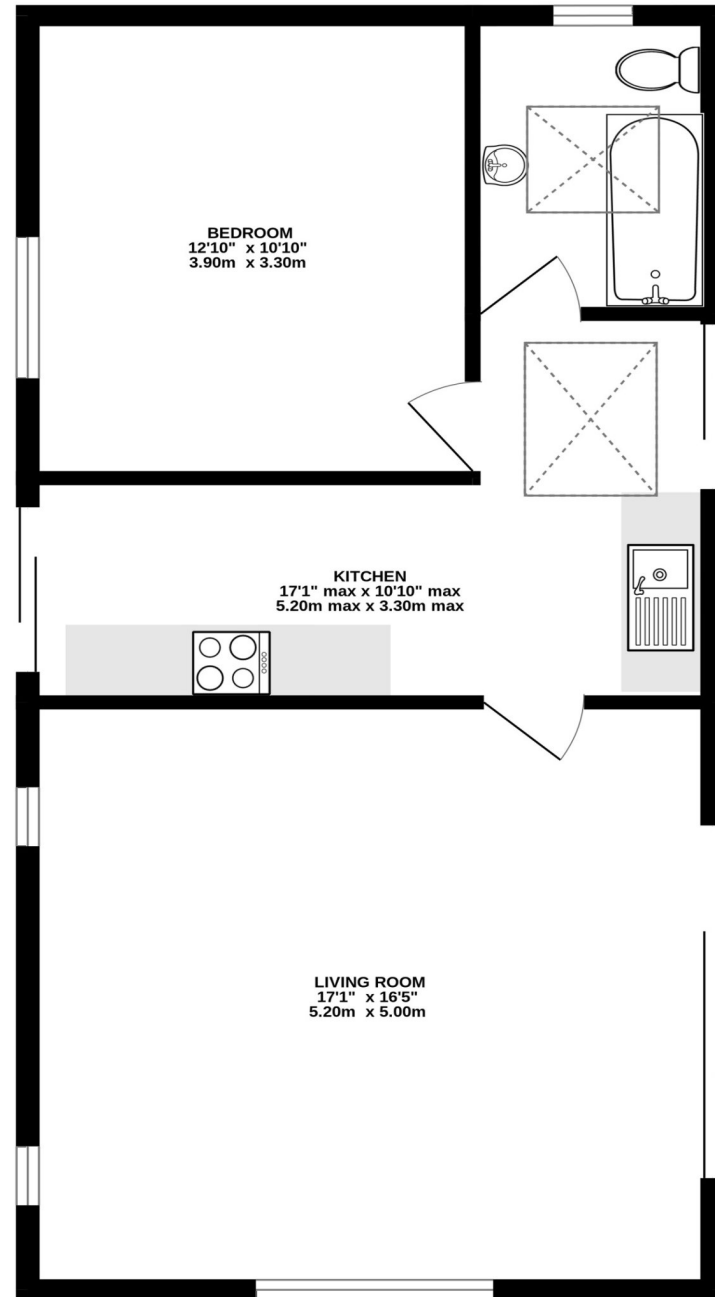 BEDROOM
12'10" x 10'10"
3.90m x 3.30m
KITCHEN
17'1" max x 10'10" max
5.20m max x 3.30m max
LIVING ROOM
17'1" x 16'5"
5.20m x 5.00m